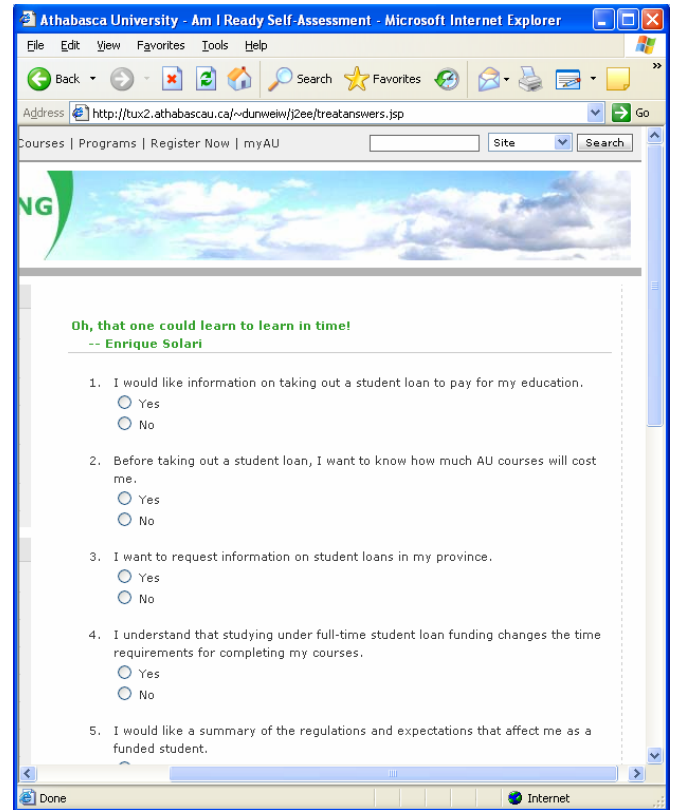 Athabasca University - Am I Ready Self-Assessment - Microsoft Internet Explorer
File Edit View Favorites Tools Help
Back Search Favorites »
Address http://tux2.athabascau.ca/~dunweiw/j2ee/treatanswers.jsp Go
Courses | Programs | Register Now | myAU Site Search
NG
Oh, that one could learn to learn in time!
-- Enrique Solari
1. I would like information on taking out a student loan to pay for my education.
Yes
No
2. Before taking out a student loan, I want to know how much AU courses will cost
me.
Yes
No
3. I want to request information on student loans in my province.
Yes
No
4. I understand that studying under full-time student loan funding changes the time
requirements for completing my courses.
Yes
No
5. I would like a summary of the regulations and expectations that affect me as a
funded student.
Done Internet